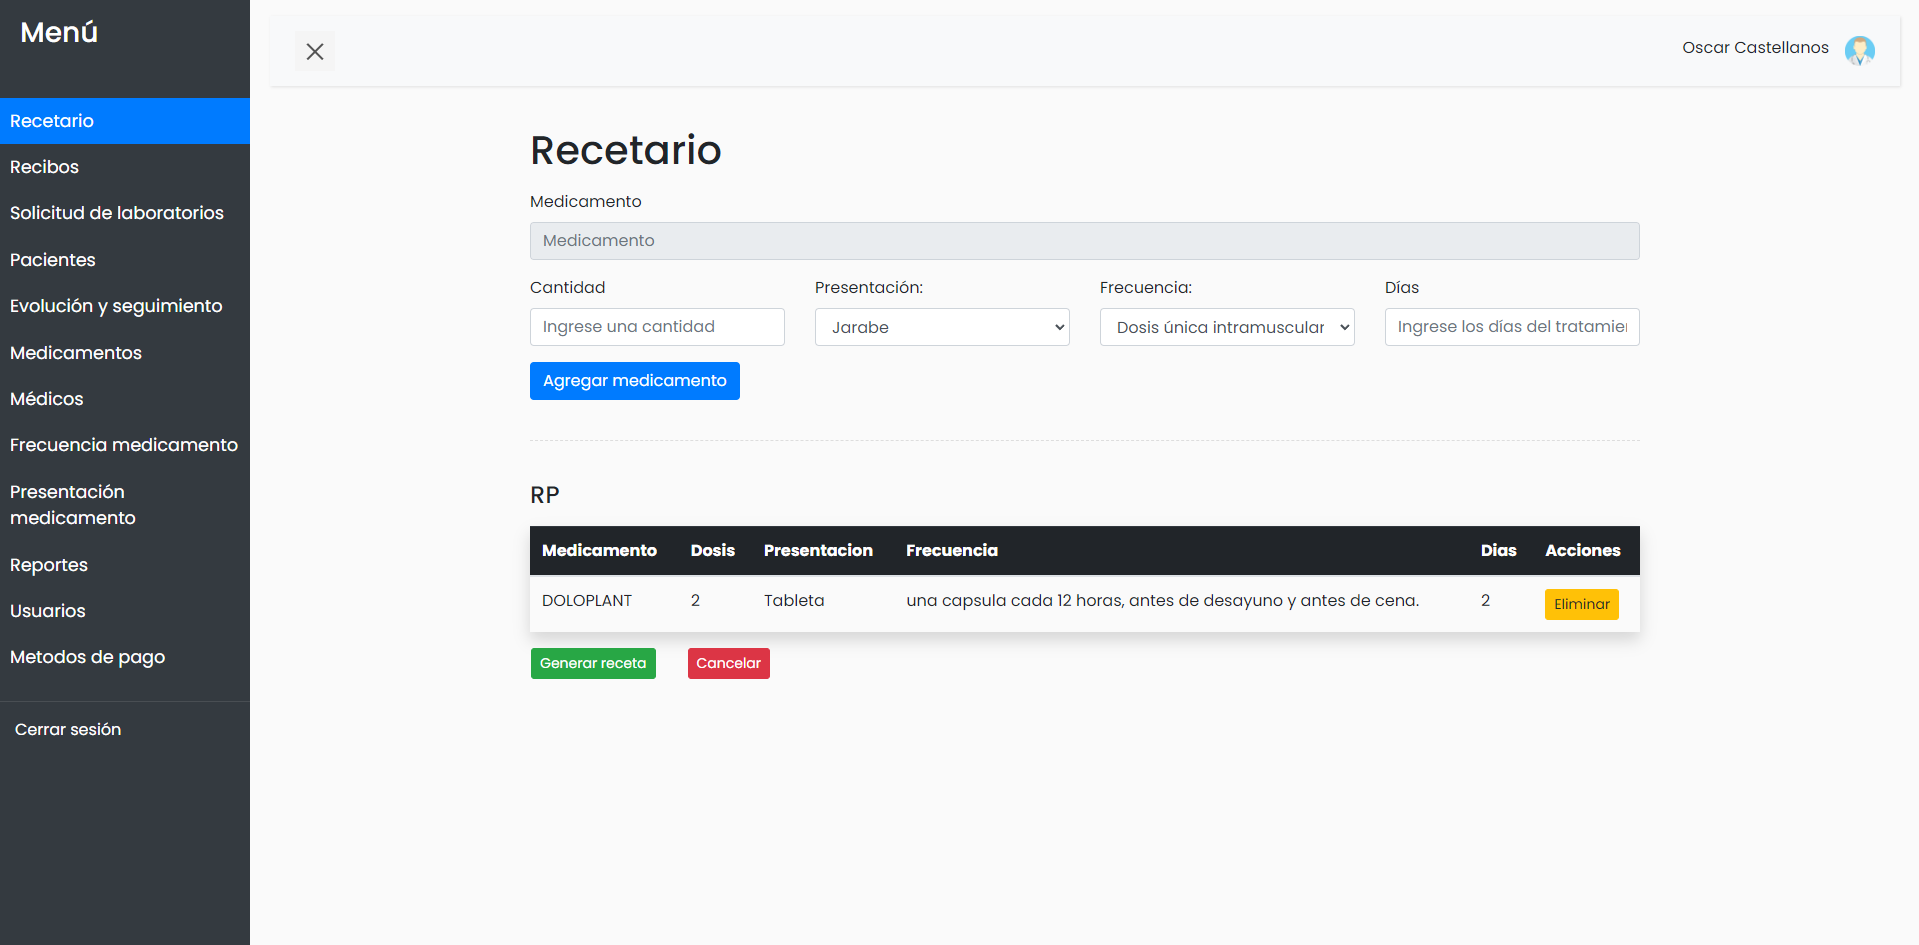 Menú
Recetario
Recibos
Solicitud de laboratorios
Pacientes
Evolución y seguimiento
Medicamentos
Médicos
Frecuencia medicamento
Presentación
medicamento
Reportes
Usuarios
Metodos de pago
Cerrar sesión
Oscar Castellanos
Recetario
Medicamento
Medicamento
Cantidad Presentación: Frecuencia: Días
Ingrese una cantidad Jarabe Dosis única intramuscular Ingrese los días del tratamie
Agregar medicamento
RP
Medicamento Dosis Presentacion Frecuencia Dias Acciones
DOLOPLANT 2 Tableta una capsula cada 12 horas, antes de desayuno y antes de cena. 2 Eliminar
Generar receta Cancelar